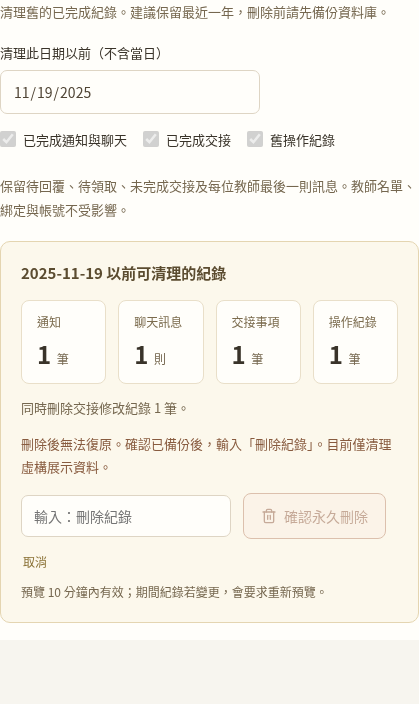 清理舊的已完成紀錄。建議保留最近一年，刪除前請先備份資料庫。
清理此日期以前（不含當日）
11/19/2025
已完成通知與聊天 已完成交接 舊操作紀錄
保留待回覆、待領取、未完成交接及每位教師最後一則訊息。教師名單、
綁定與帳號不受影響。
2025-11-19 以前可清理的紀錄
通知 聊天訊息 交接事項 操作紀錄
1 筆 1 則 1 筆 1 筆
同時刪除交接修改紀錄 1 筆。
刪除後無法復原。確認已備份後，輸入「刪除紀錄」。目前僅清理
虛構展示資料。
輸入：刪除紀錄 確認永久刪除
取消
預覽 10 分鐘內有效；期間紀錄若變更，會要求重新預覽。